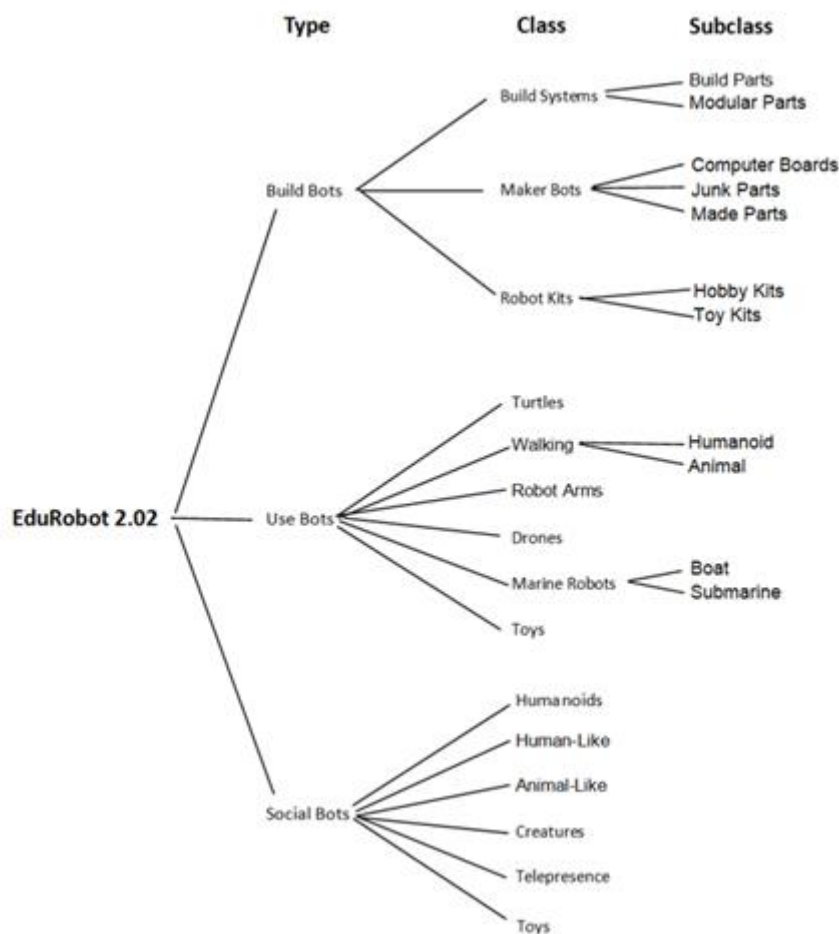 Type Class Subclass
Build Parts
Build Systems
Modular Parts
Computer Boards
Build Bots Maker Bots Junk Parts
Made Parts
Hobby Kits
Robot Kits
Toy Kits
Turtles
Walking Humanoid
Animal
Robot Arms
EduRobot 2.02 Use Bots
Drones
Boat
Marine Robots
Submarine
Toys
Humanoids
Human-Like
Animal-Like
Social Bots
Creatures
Telepresence
Toys